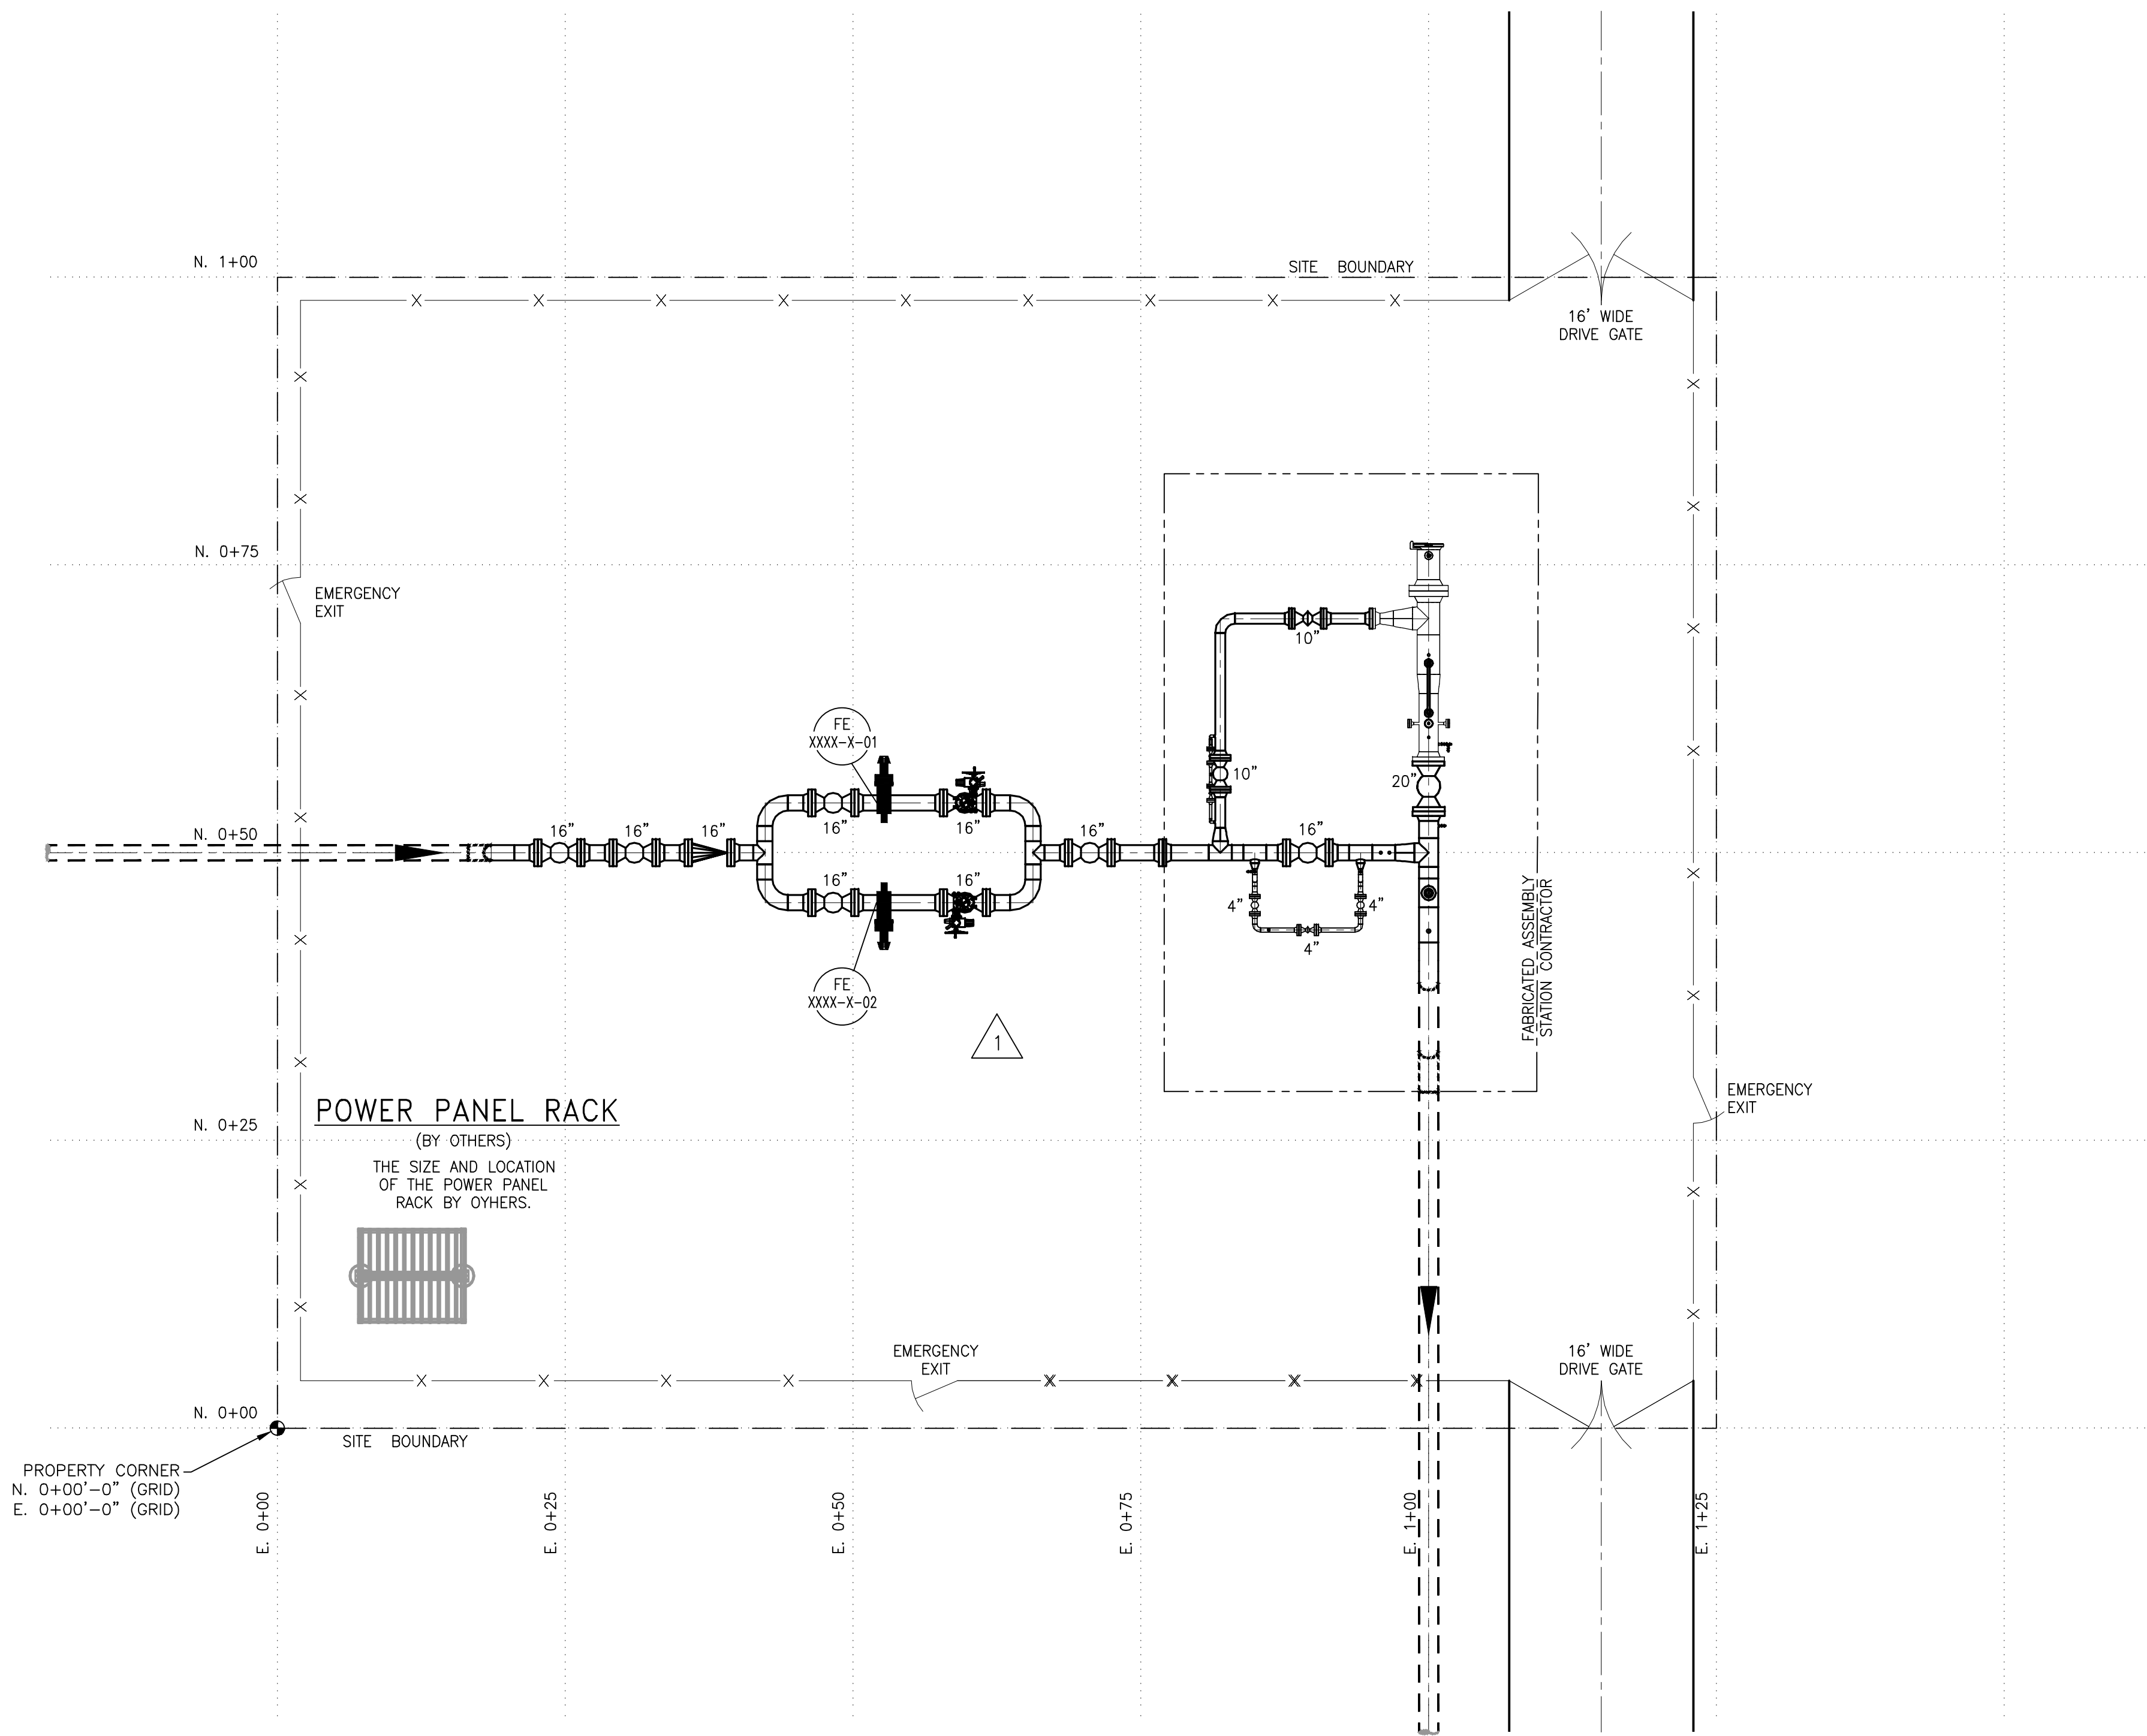 N. 1+00
SITE BOUNDARY
16' WIDE
DRIVE GATE
N. 0+75
EMERGENCY
EXIT
10"
FE
XXXX-X-01
10"
20"
16"
16"
N. 0+50
16"
16"
16"
16"
16"
16"
16"
4"
4"
4"
FABRICATED ASSEMBLY
STATION CONTRACTOR
FE
XXXX-X-02
1
EMERGENCY
EXIT
POWER PANEL RACK
(BY OTHERS)
N. 0+25
THE SIZE AND LOCATION
OF THE POWER PANEL
RACK BY OYHERS.
EMERGENCY
EXIT
16' WIDE
DRIVE GATE
N. 0+00
SITE BOUNDARY
PROPERTY CORNER
N. 0+00'-0" (GRID)
E. 0+00'-0" (GRID)
E. 0+00
E. 0+25
E. 0+50
E. 0+75
E. 1+00
E. 1+25